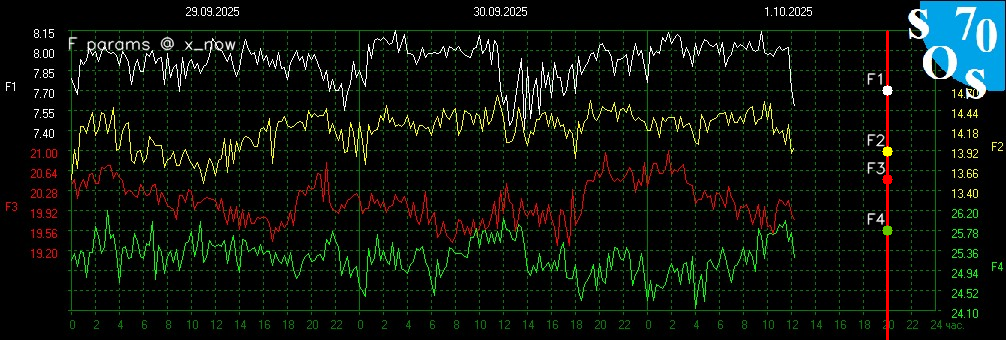 29.09.2025 30.09.2025 1.10.2025
F params @ x_now
S 70
O S
F1
8.15
8.00
7.85
7.70
7.55
7.40
F3
21.00
20.64
20.28
19.92
19.56
19.20
F1
F2
F3
F4
14.70
14.44
14.18
13.92
13.66
13.40
F2
26.20
25.78
25.36
24.94
24.52
24.10
F4
0 2 4 6 8 10 12 14 16 18 20 22 0 2 4 6 8 10 12 14 16 18 20 22 0 2 4 6 8 10 12 14 16 18 20 22 24 час.